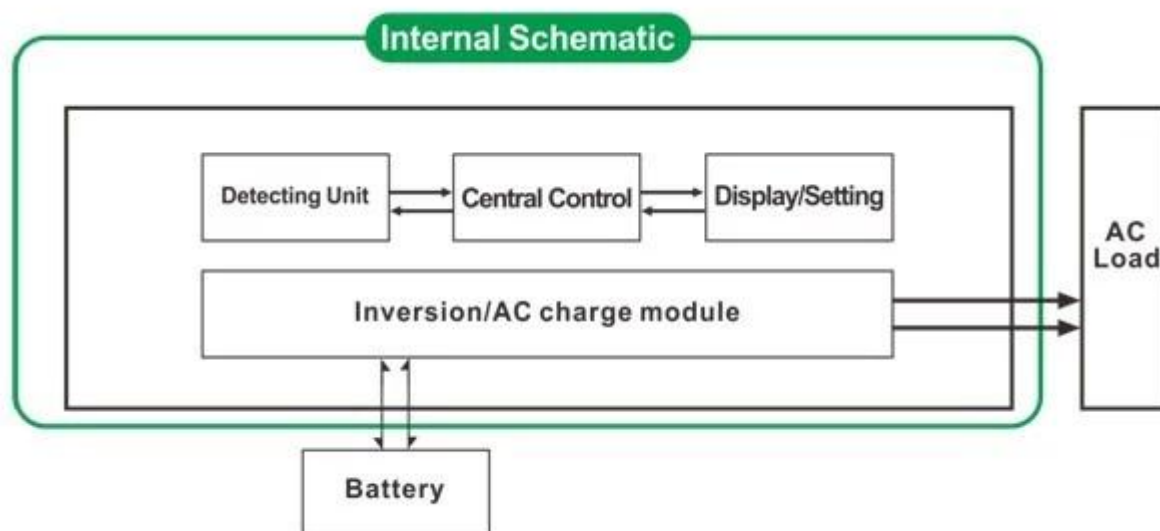 Internal Schematic
Detecting Unit
Central Control
Display/Setting
AC
Load
Inversion/AC charge module
Battery